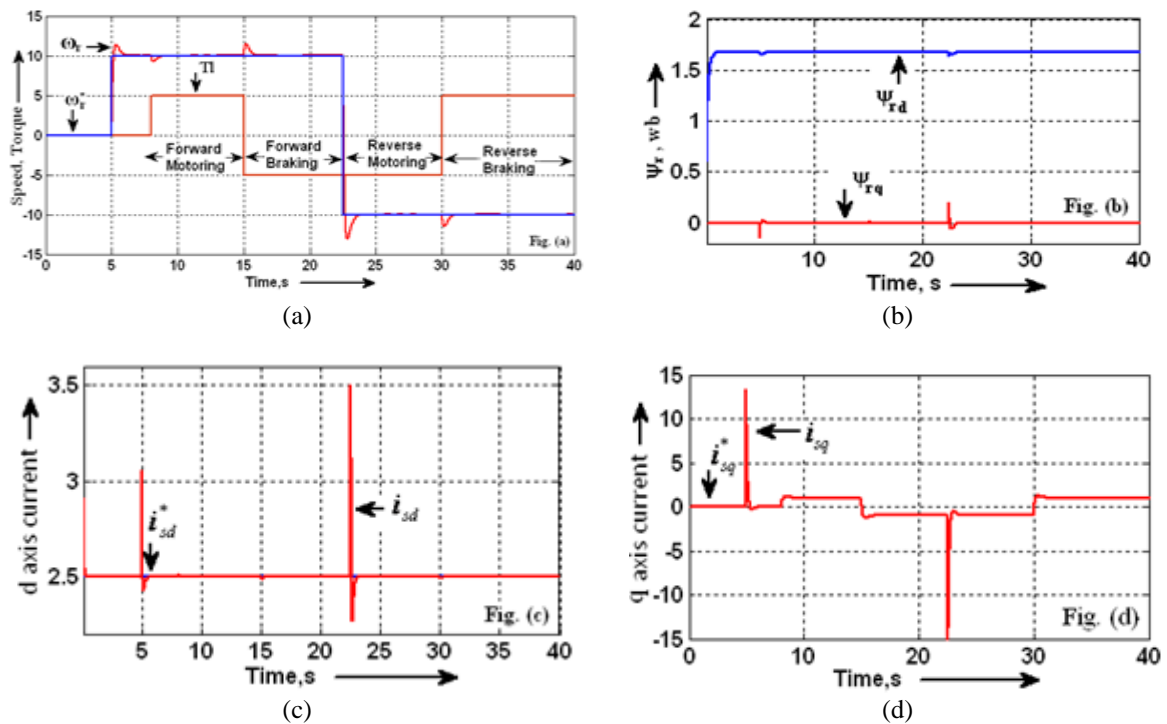 15
10
5
0
-5
-10
-15
Speed, Torque
ωr
ω*r
Tl
Forward Motoring
Forward Braking
Reverse Motoring
Reverse Braking
Fig. (a)
0 5 10 15 20 25 30 35 40
Time,s
(a)
2
1.5
1
0.5
0
Ψr , wb
Ψrd
Ψrq
Fig. (b)
10 20 30 40
Time, s
(b)
3.5
3
2.5
d axis current
i*sd
isd
Fig. (c)
5 10 15 20 25 30 35 40
Time,s
(c)
15
10
5
0
-5
-10
-15
q axis current
i*sq
isq
Fig. (d)
0 10 20 30 40
Time,s
(d)